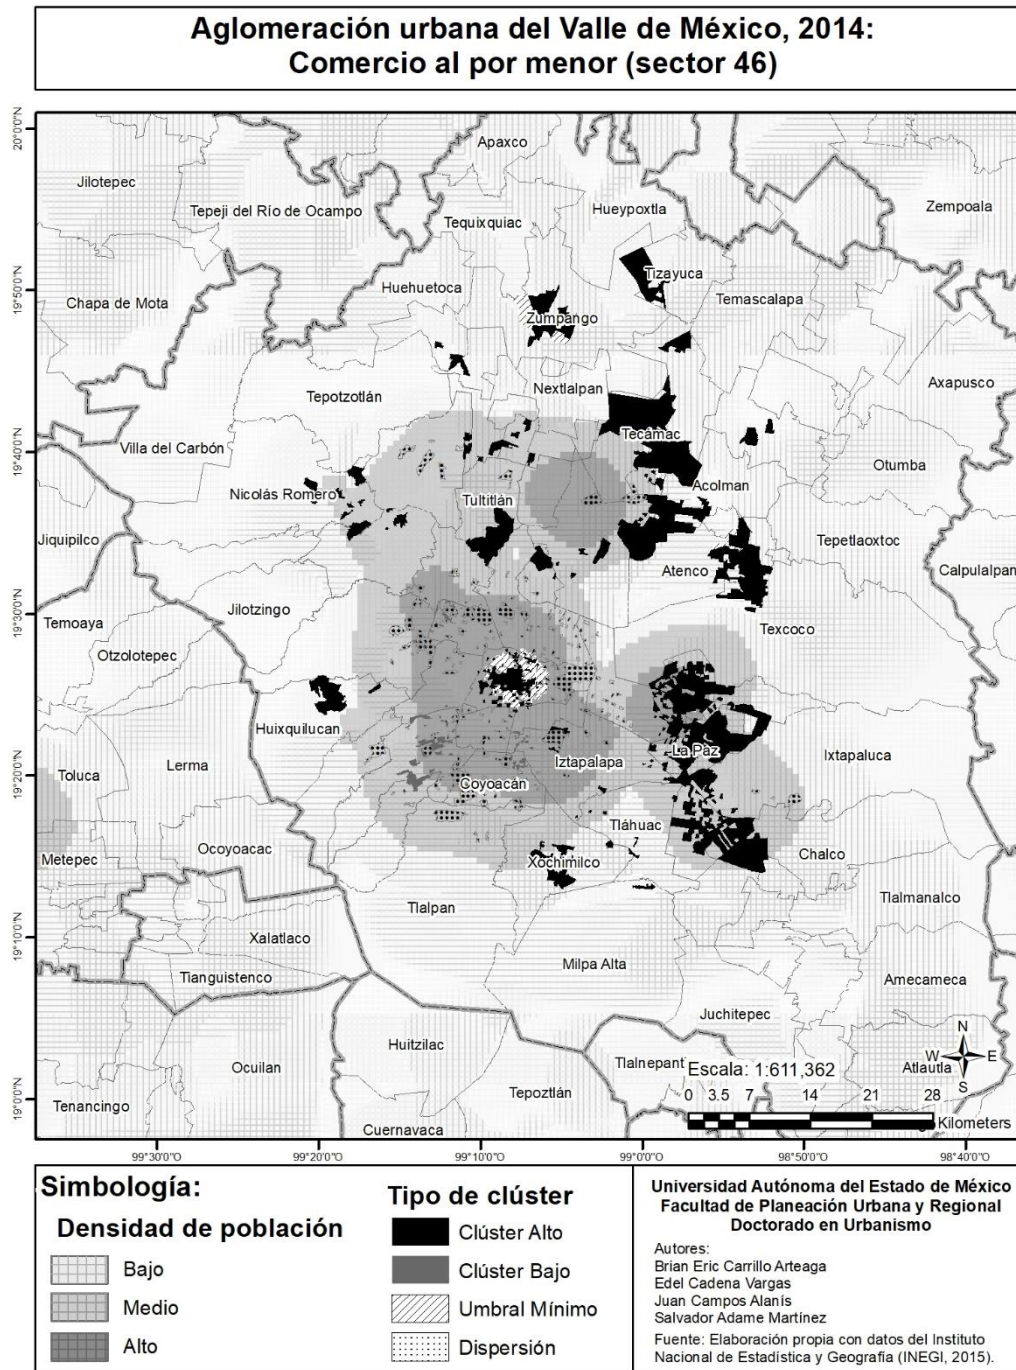 Aglomeración urbana del Valle de México, 2014:
Comercio al por menor (sector 46)
20°0'0"N
19°50'0"N
19°40'0"N
19°30'0"N
19°20'0"N
19°10'0"N
19°0'0"N
Apaxco
Jilotepec
Tepeji del Río de Ocampo
Hueypoxtla
Zempoala
Tequixquiac
Tizayuca
Huehuetoca
Chapa de Mota
Temascalapa
Zumpango
Nextlalpan
Axapusco
Tepotzotlán
Tecámac
Villa del Carbón
Otumba
Acolman
Nicolás Romero
Tultitlán
Jiquipilco
Tepetlaoxtoc
Atenco
Calpulalpan
Jilotzingo
Temoaya
Texcoco
Otzolotepec
Huixquilucan
La Paz
Ixtapaluca
Iztapalapa
Lerma
Toluca
Coyoacán
Tláhuac
Ocoyoacac
Metepec
Xochimilco
Chalco
Tlalpan
Tlalmanalco
Xalatlaco
Milpa Alta
Tianguistenco
Amecameca
Juchitepec
Huitzilac
Tlalnepant
Ocuilan
Atlautla
Tepoztlán
Tenancingo
Cuernavaca
N
W E
S
Escala: 1:611,362
0 3.5 7 14 21 28
Kilometers
99°30'0"O 99°20'0"O 99°10'0"O 99°0'0"O 98°50'0"O 98°40'0"O
Simbología:
Densidad de población
Bajo
Medio
Alto
Tipo de clúster
Clúster Alto
Clúster Bajo
Umbral Mínimo
Dispersión
Universidad Autónoma del Estado de México
Facultad de Planeación Urbana y Regional
Doctorado en Urbanismo
Autores:
Brian Eric Carrillo Arteaga
Edel Cadena Vargas
Juan Campos Alanís
Salvador Adame Martínez
Fuente: Elaboración propia con datos del Instituto
Nacional de Estadística y Geografía (INEGI, 2015).